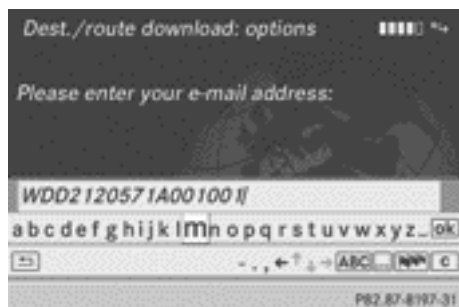 Dest./route download: options
Please enter your e-mail address:
WDD2120571A001001
a b c d e f g h i j k l m n o p q r s t u v w x y z _ ok
- . , ← ↑ ↓ → ABC C
P82.87-8197-31